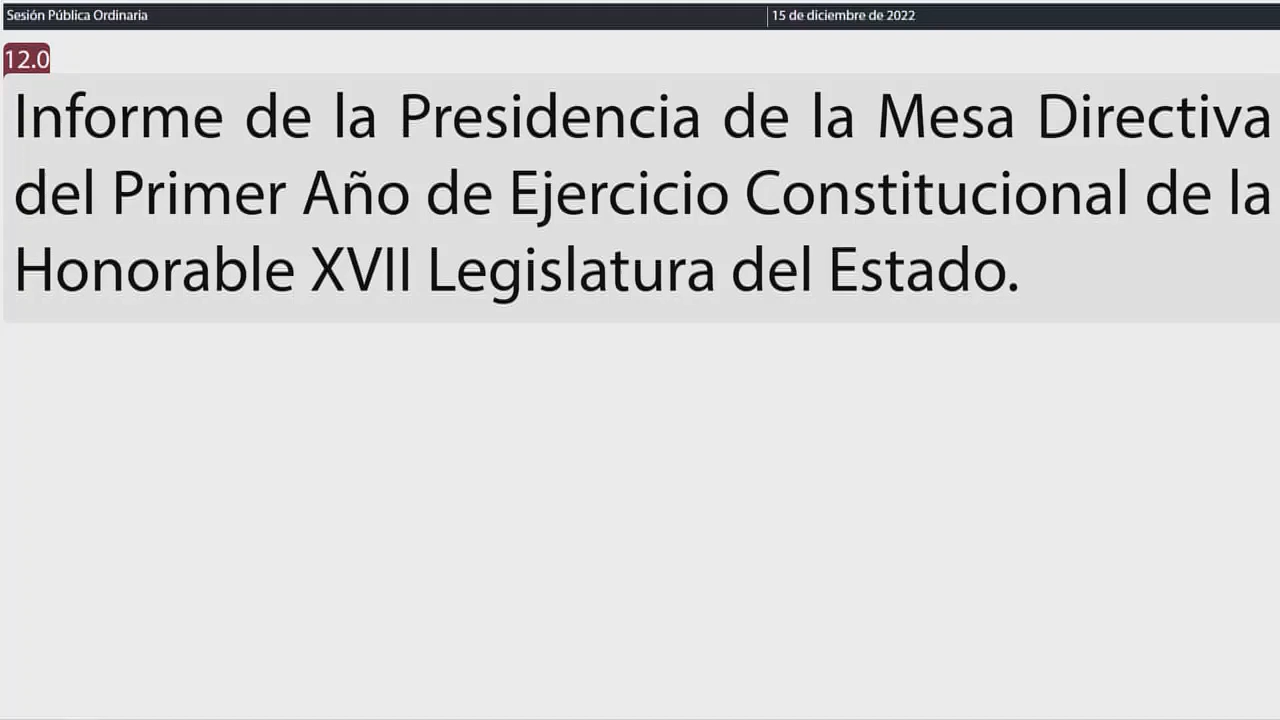 Sesión Pública Ordinaria
15 de diciembre de 2022
12.0
Informe de la Presidencia de la Mesa Directiva
del Primer Año de Ejercicio Constitucional de la
Honorable XVII Legislatura del Estado.